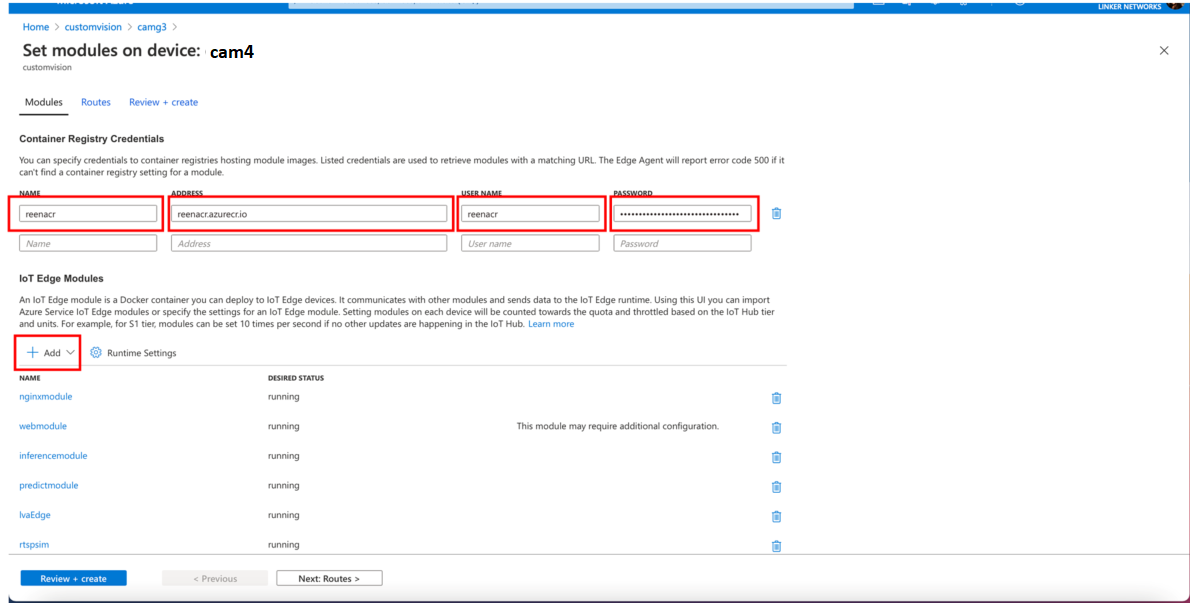 Microsoft Azure
LINKER NETWORKS
Home > customvision > camg3 >
Set modules on device: cam4
customvision
Modules Routes Review + create
Container Registry Credentials
You can specify credentials to container registries hosting module images. Listed credentials are used to retrieve modules with a matching URL. The Edge Agent will report error code 500 if it
can't find a container registry setting for a module.
NAME ADDRESS USER NAME PASSWORD
reenacr reenacr.azurecr.io reenacr ••••••••••••••••••••••••••••••••
Name Address User name Password
IoT Edge Modules
An IoT Edge module is a Docker container you can deploy to IoT Edge devices. It communicates with other modules and sends data to the IoT Edge runtime. Using this UI you can import
Azure Service IoT Edge modules or specify the settings for an IoT Edge module. Setting modules on each device will be counted towards the quota and throttled based on the IoT Hub tier
and units. For example, for S1 tier, modules can be set 10 times per second if no other updates are happening in the IoT Hub. Learn more
+ Add Runtime Settings
NAME DESIRED STATUS
nginxmodule running
webmodule running This module may require additional configuration.
inferencemodule running
predictmodule running
lvaEdge running
rtspsim running
Review + create < Previous Next: Routes >